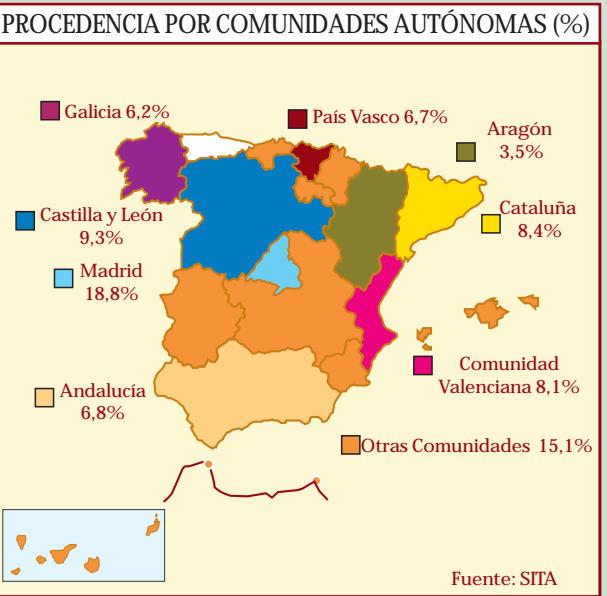 PROCEDENCIA POR COMUNIDADES AUTÓNOMAS (%)
Galicia 6,2%
País Vasco 6,7%
Aragón
3,5%
Castilla y León
9,3%
Cataluña
8,4%
Madrid
18,8%
Comunidad
Valenciana 8,1%
Andalucía
6,8%
Otras Comunidades 15,1%
Fuente: SITA